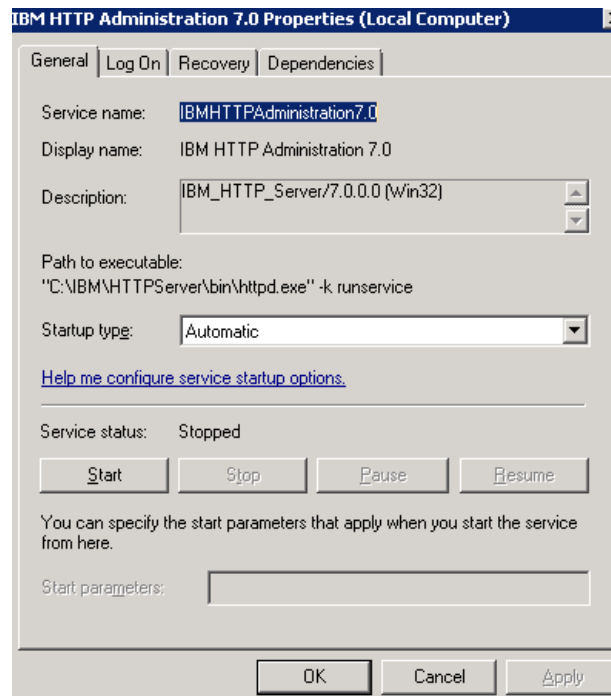 IBM HTTP Administration 7.0 Properties (Local Computer)
General Log On Recovery Dependencies
Service name: IBMHTTPAdministration7.0
Display name: IBM HTTP Administration 7.0
Description: IBM_HTTP_Server/7.0.0.0 (Win32)
Path to executable:
"C:\IBM\HTTPServer\bin\httpd.exe" -k runservice
Startup type: Automatic
Help me configure service startup options.
Service status: Stopped
Start Stop Pause Resume
You can specify the start parameters that apply when you start the service
from here.
Start parameters:
OK Cancel Apply